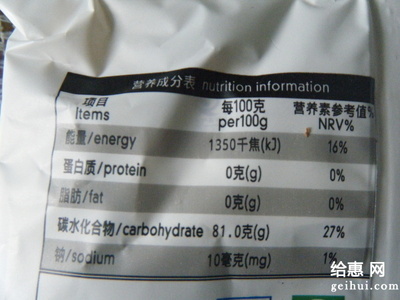 营养成分表 nutrition information
项目 每100克 营养素参考值%
Items per100g NRV%
能量/energy 1350千焦(kJ) 16%
蛋白质/protein 0克(g) 0%
脂肪/fat 0克(g) 0%
碳水化合物/carbohydrate 81.0克(g) 27%
钠/sodium 10毫克(mg) 1%
给惠网
geihui.com